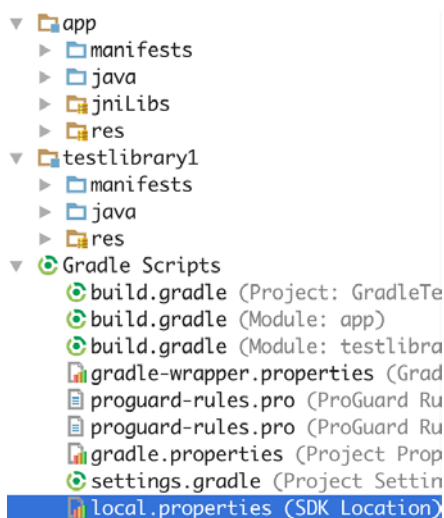 app
manifests
java
jniLibs
res
testlibrary1
manifests
java
res
Gradle Scripts
build.gradle (Project: GradleTe
build.gradle (Module: app)
build.gradle (Module: testlibra
gradle-wrapper.properties (Grad
proguard-rules.pro (ProGuard Ru
proguard-rules.pro (ProGuard Ru
gradle.properties (Project Prop
settings.gradle (Project Settin
local.properties (SDK Location)